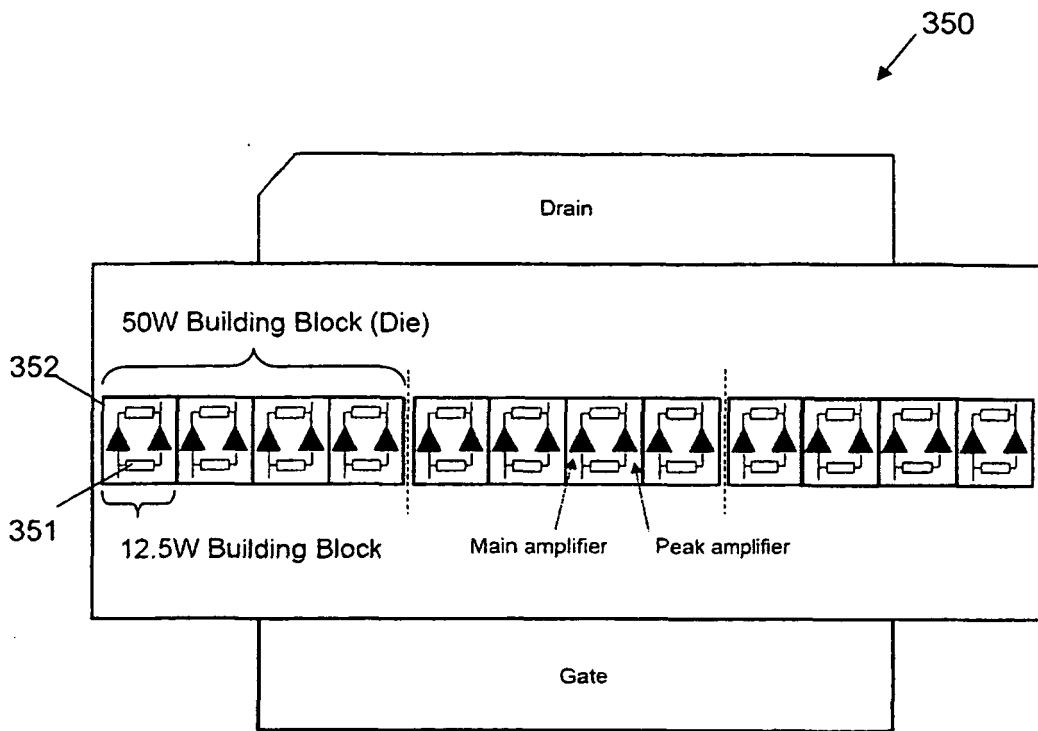 350
Drain
50W Building Block (Die)
352
351
12.5W Building Block
Main amplifier
Peak amplifier
Gate